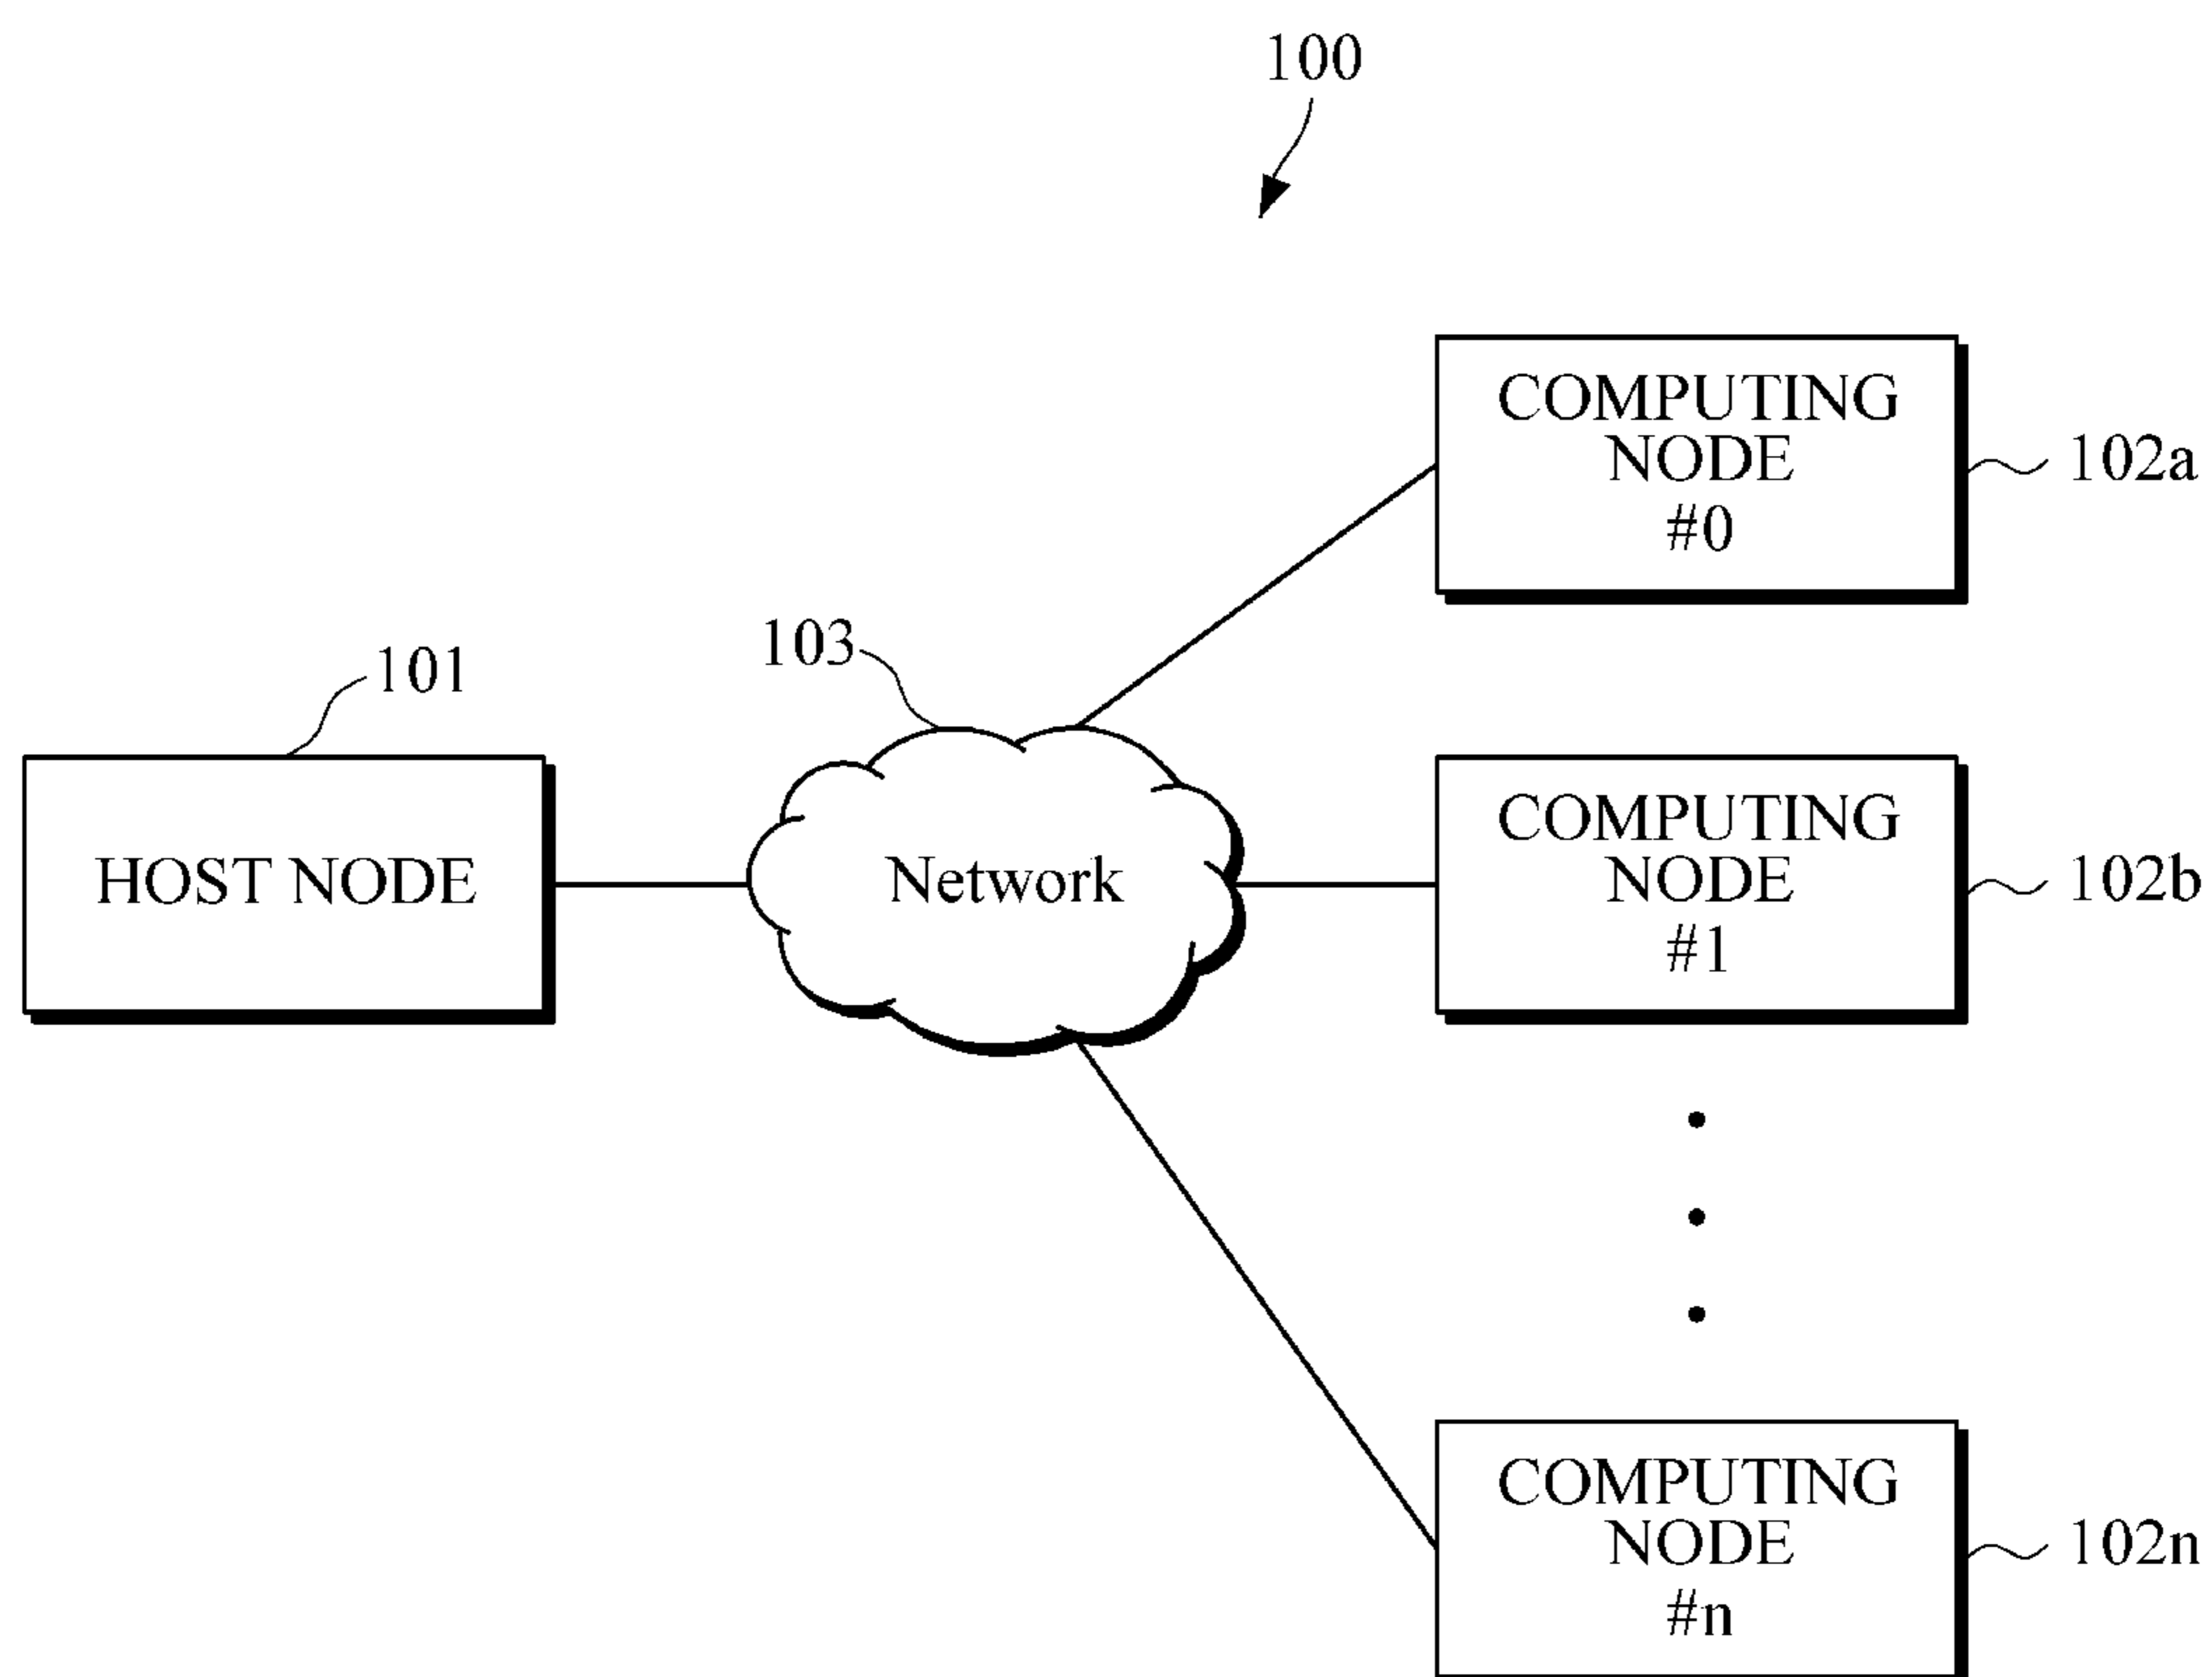 100
COMPUTING
NODE
#0
102a
103
101
HOST NODE
Network
COMPUTING
NODE
#1
102b
COMPUTING
NODE
#n
102n